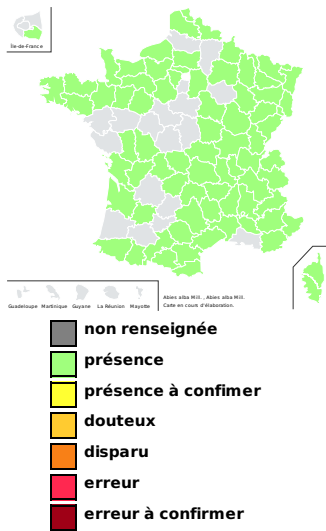 Île-de-France
Guadeloupe Martinique Guyane La Réunion Mayotte
Abies alba Mill. , Abies alba Mill.
Carte en cours d'élaboration.
non renseignée
présence
présence à confimer
douteux
disparu
erreur
erreur à confirmer